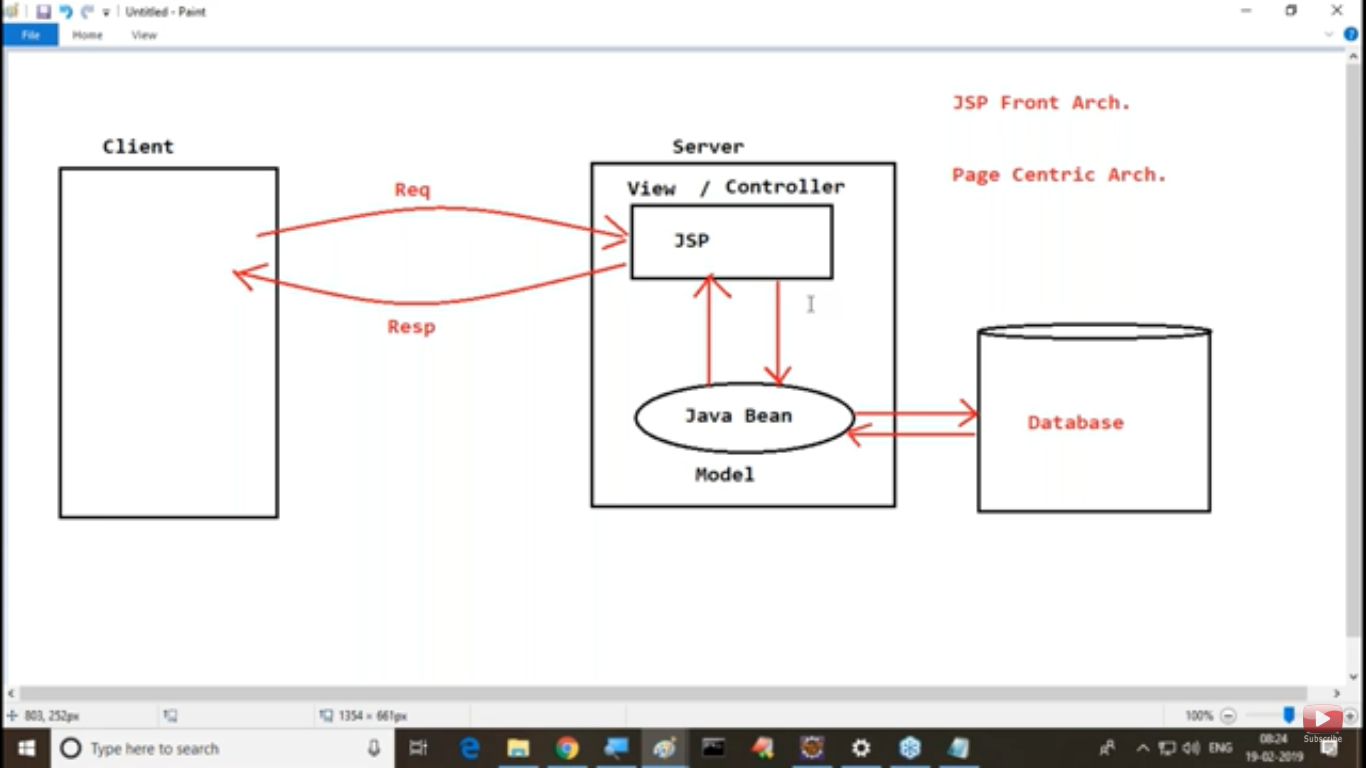 Untitled - Paint
File Home View
JSP Front Arch.
Client
Server
Page Centric Arch.
Req
View / Controller
JSP
Resp
Java Bean
Database
Model
803, 252px
1354 × 661px
100%
Type here to search
ENG
08:24
19-02-2019
Subscribe